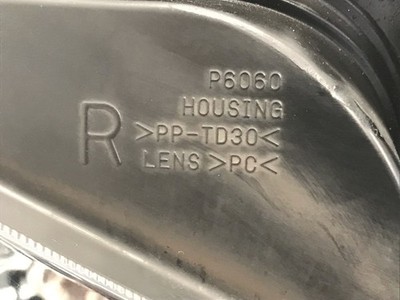 P6060
HOUSING
R >PP-TD30<
LENS >PC<